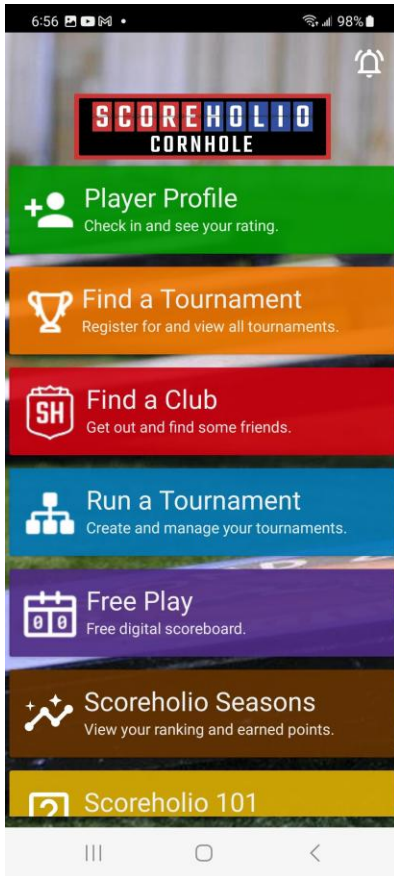 6:56
98%
SCOREHOLIO
CORNHOLE
Player Profile
Check in and see your rating.
Find a Tournament
Register for and view all tournaments.
SH
Find a Club
Get out and find some friends.
Run a Tournament
Create and manage your tournaments.
0 0
Free Play
Free digital scoreboard.
Scoreholio Seasons
View your ranking and earned points.
?
Scoreholio 101